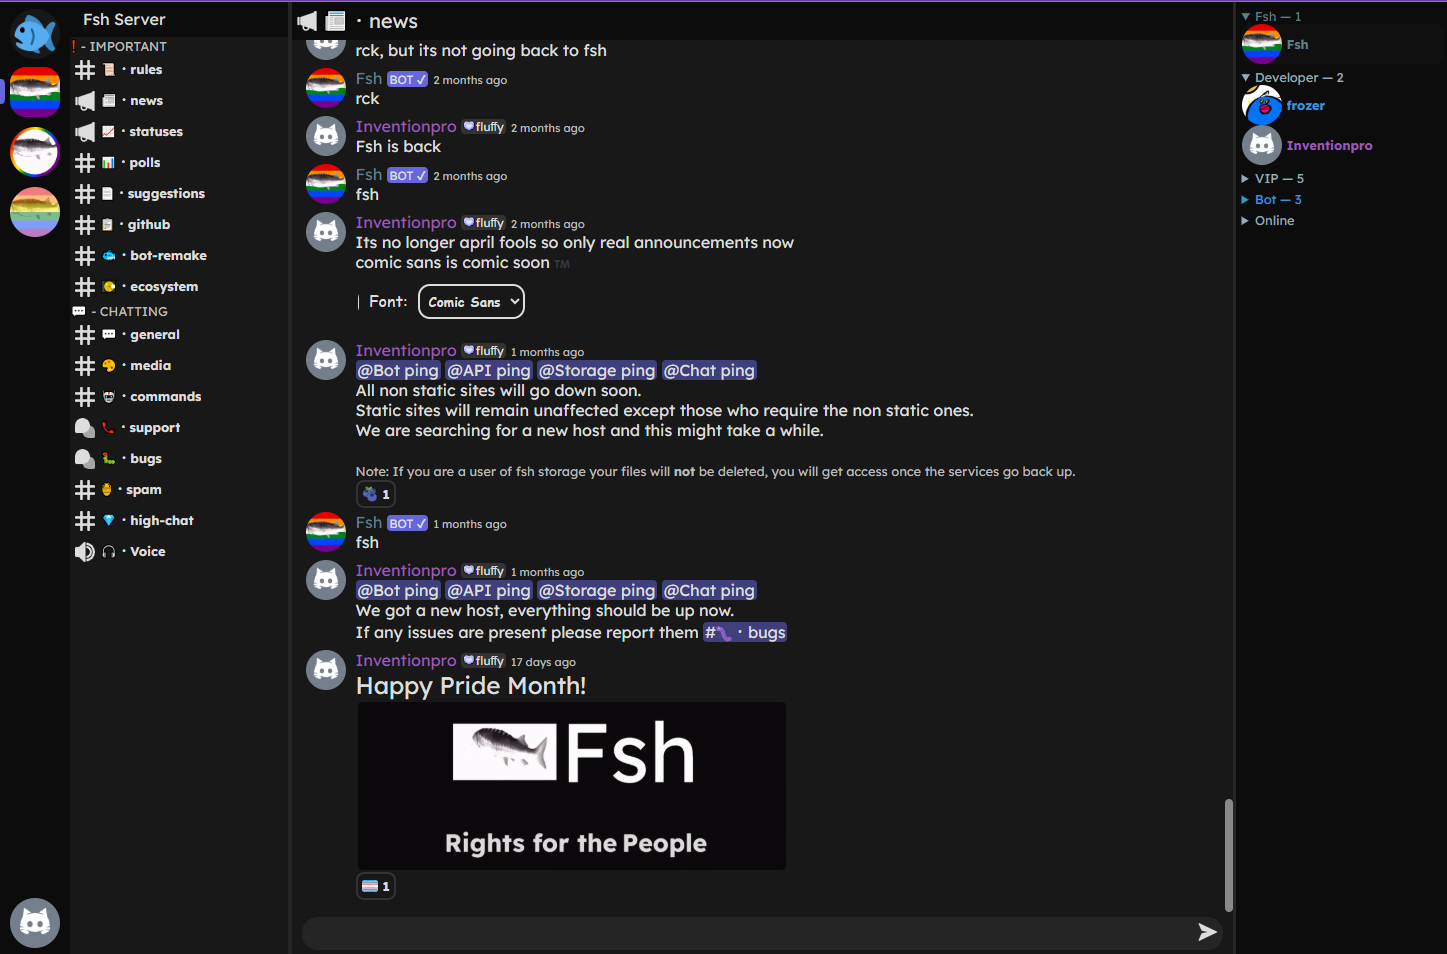 Fsh Server
- IMPORTANT
· rules
· news
· statuses
· polls
· suggestions
· github
· bot-remake
· ecosystem
- CHATTING
· general
· media
· commands
· support
· bugs
· spam
· high-chat
· Voice
· news
rck, but its not going back to fsh
Fsh BOT ✓ 2 months ago
rck
Inventionpro fluffy 2 months ago
Fsh is back
Fsh BOT ✓ 2 months ago
fsh
Inventionpro fluffy 2 months ago
Its no longer april fools so only real announcements now
comic sans is comic soon TM
Font: Comic Sans
Inventionpro fluffy 1 months ago
@Bot ping @API ping @Storage ping @Chat ping
All non static sites will go down soon.
Static sites will remain unaffected except those who require the non static ones.
We are searching for a new host and this might take a while.
Note: If you are a user of fsh storage your files will not be deleted, you will get access once the services go back up.
1
Fsh BOT ✓ 1 months ago
fsh
Inventionpro fluffy 1 months ago
@Bot ping @API ping @Storage ping @Chat ping
We got a new host, everything should be up now.
If any issues are present please report them # · bugs
Inventionpro fluffy 17 days ago
Happy Pride Month!
Fsh
Rights for the People
1
Fsh — 1
Fsh
Developer — 2
frozer
Inventionpro
VIP — 5
Bot — 3
Online